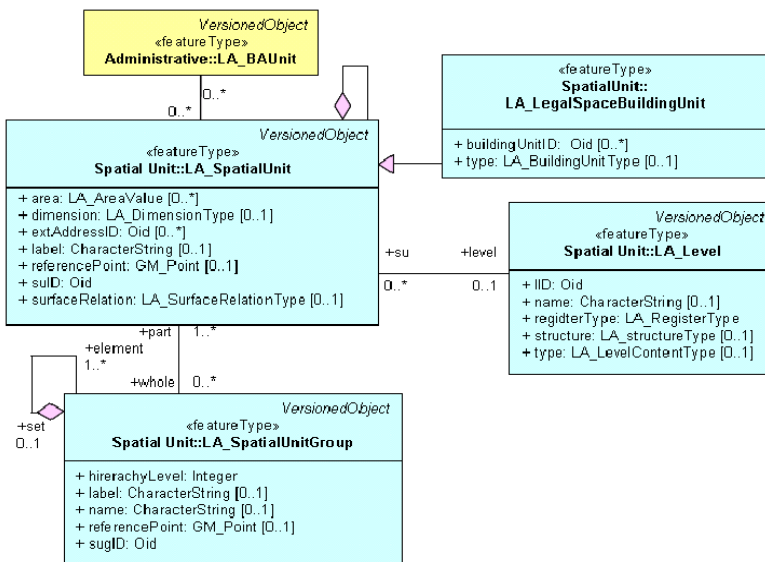 VersionedObject
«featureType»
Administrative::LA_BAUnit
0..*
0..*
«featureType»
SpatialUnit::
LA_LegalSpaceBuildingUnit
+ buildingUnitID: Oid [0..*]
+ type: LA_BuildingUnitType [0..1]
VersionedObject
«featureType»
Spatial Unit::LA_SpatialUnit
+ area: LA_AreaValue [0..*]
+ dimension: LA_DimensionType [0..1]
+ extAddressID: Oid [0..*]
+ label: CharacterString [0..1]
+ referencePoint: GM_Point [0..1]
+ suID: Oid
+ surfaceRelation: LA_SurfaceRelationType [0..1]
+su
+level
0..*
0..1
VersionedObject
«featureType»
Spatial Unit::LA_Level
+ lID: Oid
+ name: CharacterString [0..1]
+ regidterType: LA_RegisterType
+ structure: LA_structureType [0..1]
+ type: LA_LevelContentType [0..1]
+part
1..*
+element
1..*
+whole
0..*
+set
0..1
VersionedObject
«featureType»
Spatial Unit::LA_SpatialUnitGroup
+ hirerachyLevel: Integer
+ label: CharacterString [0..1]
+ name: CharacterString [0..1]
+ referencePoint: GM_Point [0..1]
+ sugID: Oid